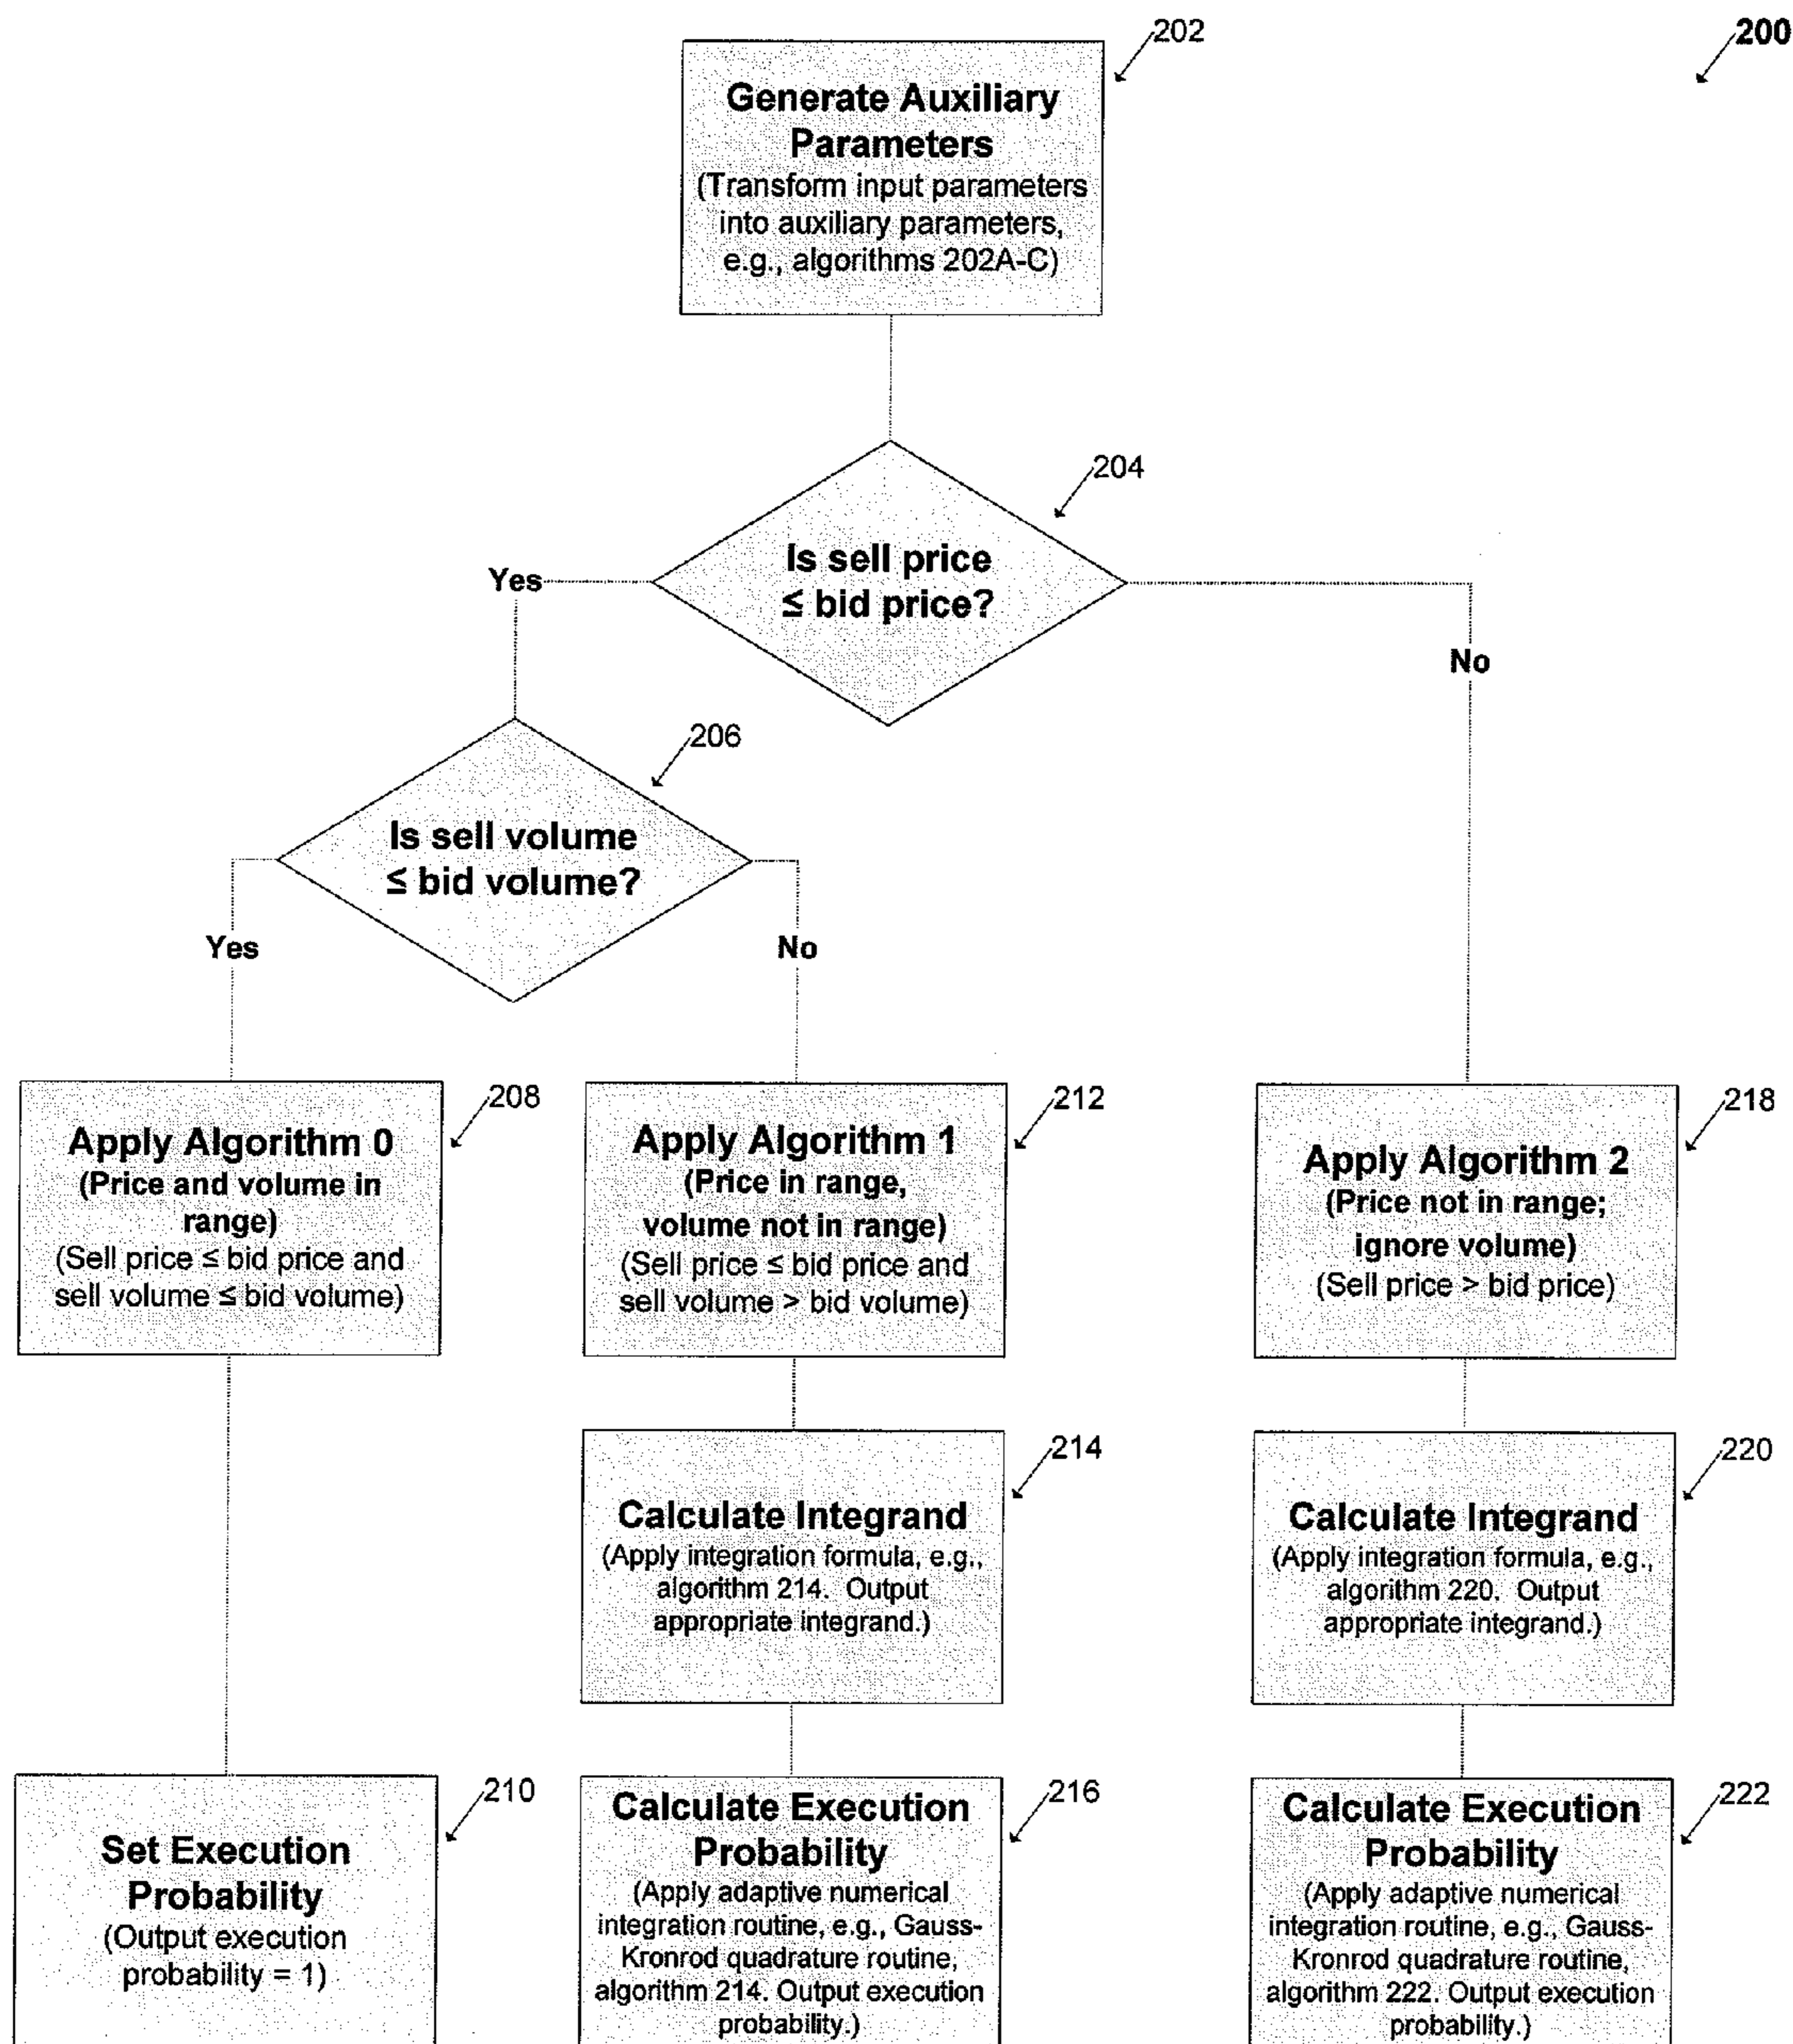 202
200
Generate Auxiliary
Parameters
(Transform input parameters
into auxiliary parameters,
e.g., algorithms 202A-C)
204
Is sell price
≤ bid price?
Yes
No
206
Is sell volume
≤ bid volume?
Yes
No
208
Apply Algorithm 0
(Price and volume in
range)
(Sell price ≤ bid price and
sell volume ≤ bid volume)
212
Apply Algorithm 1
(Price in range,
volume not in range)
(Sell price ≤ bid price and
sell volume > bid volume)
218
Apply Algorithm 2
(Price not in range;
ignore volume)
(Sell price > bid price)
214
Calculate Integrand
(Apply integration formula, e.g.,
algorithm 214. Output
appropriate integrand.)
220
Calculate Integrand
(Apply integration formula, e.g.,
algorithm 220. Output
appropriate integrand.)
210
Set Execution
Probability
(Output execution
probability = 1)
216
Calculate Execution
Probability
(Apply adaptive numerical
integration routine, e.g., Gauss-
Kronrod quadrature routine,
algorithm 214. Output execution
probability.)
222
Calculate Execution
Probability
(Apply adaptive numerical
integration routine, e.g., Gauss-
Kronrod quadrature routine,
algorithm 222. Output execution
probability.)